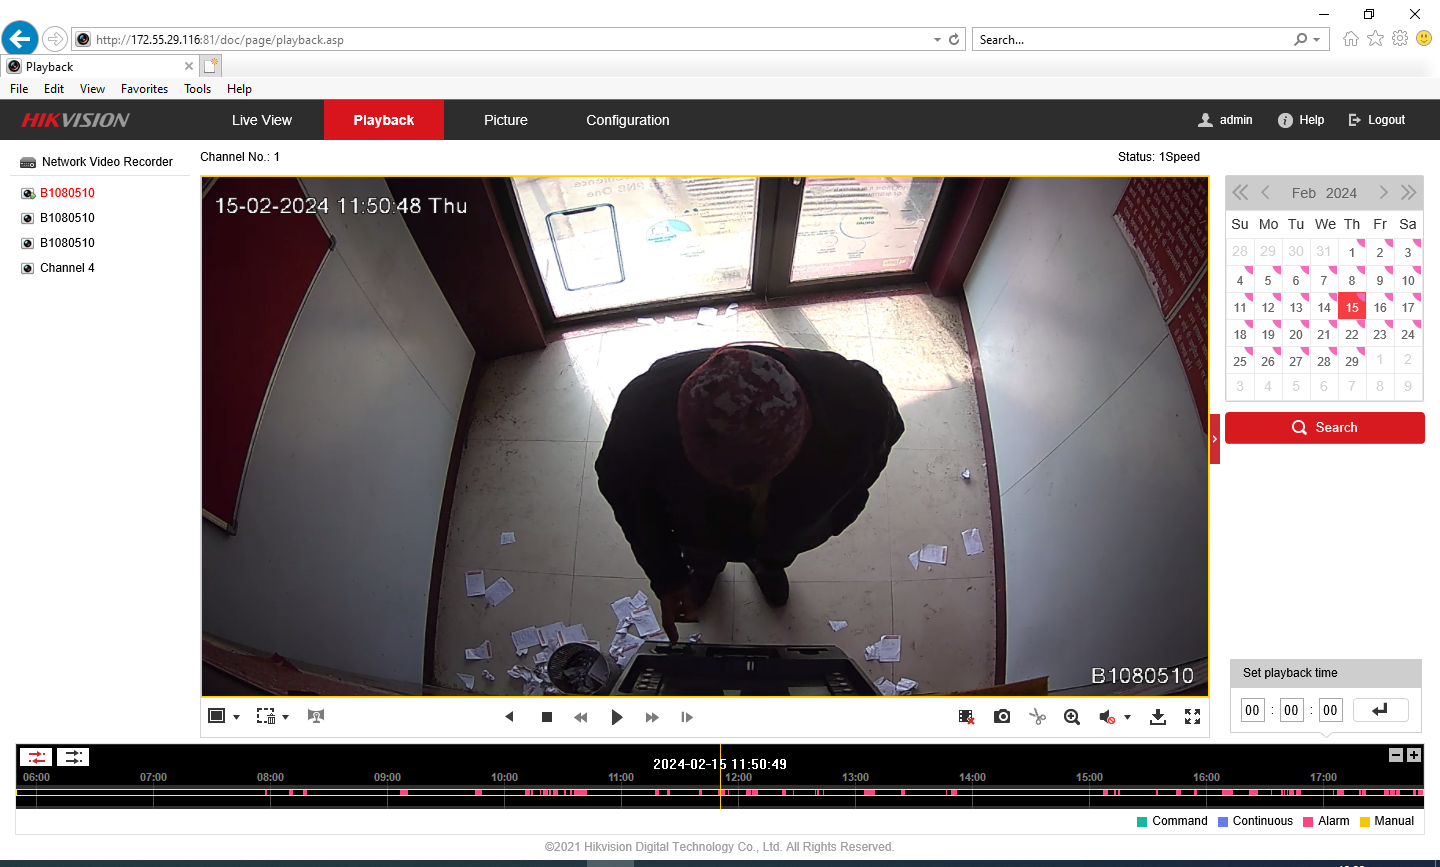 http://172.55.29.116:81/doc/page/playback.asp
Search...
Playback
File Edit View Favorites Tools Help
HIKVISION
Live View Playback Picture Configuration
admin Help Logout
Network Video Recorder
B1080510
B1080510
B1080510
Channel 4
Channel No.: 1
Status: 1Speed
15-02-2024 11:50:48 Thu
PNB One
B1080510
Feb 2024
Su Mo Tu We Th Fr Sa
28 29 30 31 1 2 3
4 5 6 7 8 9 10
11 12 13 14 15 16 17
18 19 20 21 22 23 24
25 26 27 28 29 1 2
3 4 5 6 7 8 9
Search
Set playback time
00 : 00 : 00
2024-02-15 11:50:49
06:00 07:00 08:00 09:00 10:00 11:00 12:00 13:00 14:00 15:00 16:00 17:00
Command Continuous Alarm Manual
©2021 Hikvision Digital Technology Co., Ltd. All Rights Reserved.